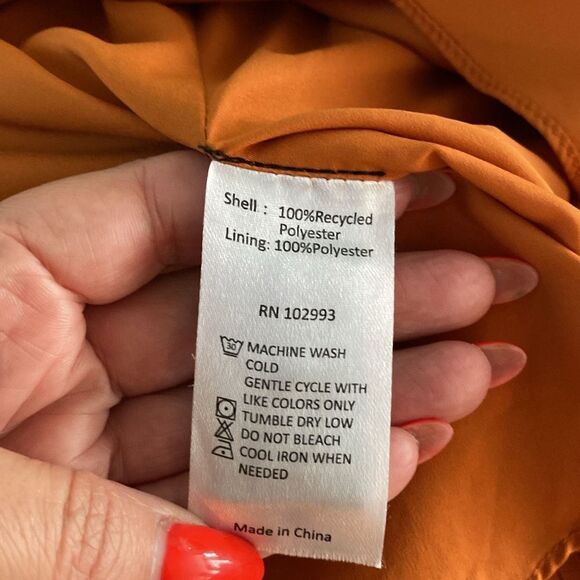 Shell : 100%Recycled
Polyester
Lining: 100%Polyester
RN 102993
30 MACHINE WASH
COLD
GENTLE CYCLE WITH
LIKE COLORS ONLY
TUMBLE DRY LOW
DO NOT BLEACH
COOL IRON WHEN
NEEDED
Made in China